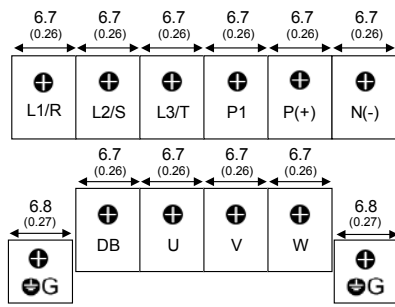 6.7 6.7 6.7 6.7 6.7 6.7
(0.26) (0.26) (0.26) (0.26) (0.26) (0.26)
L1/R L2/S L3/T P1 P(+) N(-)
6.7 6.7 6.7 6.7
(0.26) (0.26) (0.26) (0.26)
DB U V W
6.8 6.8
(0.27) (0.27)
G G